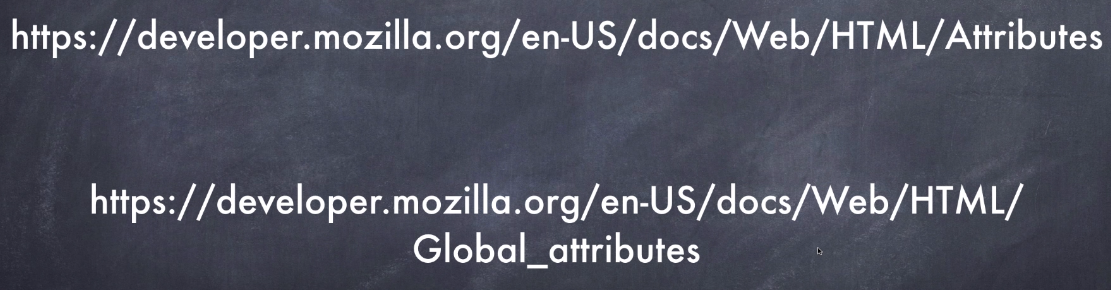 https://developer.mozilla.org/en-US/docs/Web/HTML/Attributes
https://developer.mozilla.org/en-US/docs/Web/HTML/
Global_attributes